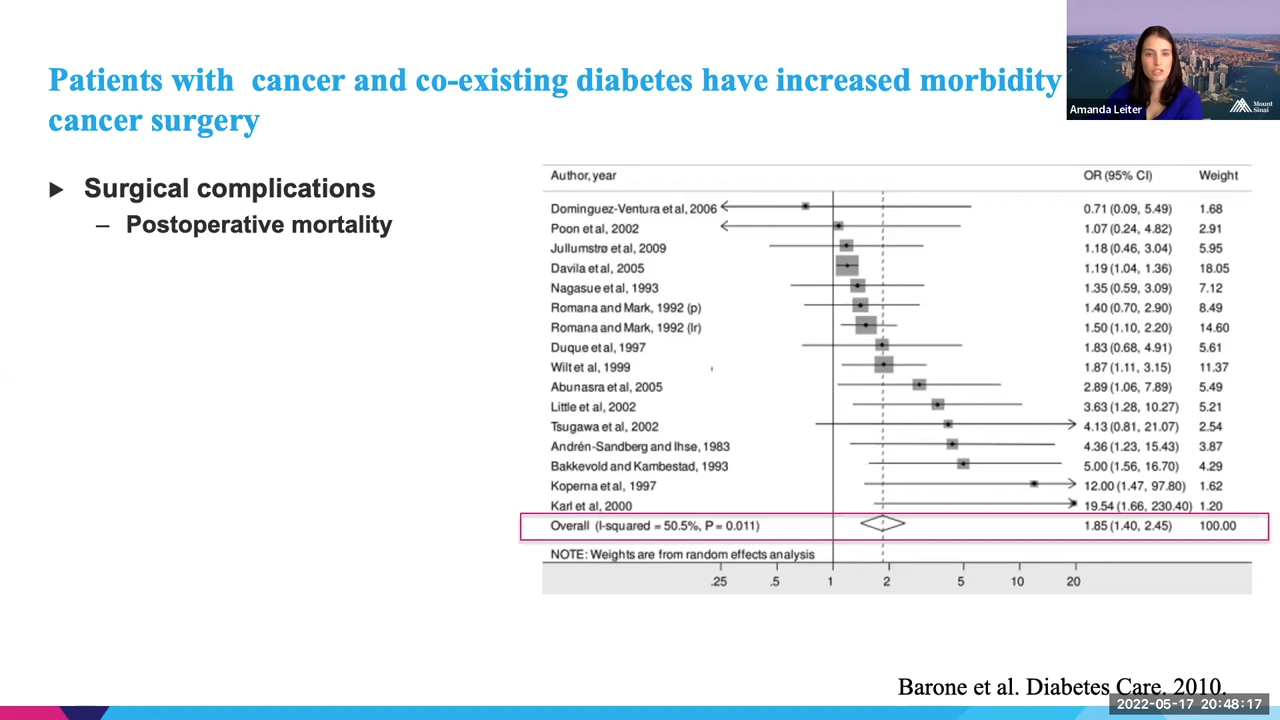 Patients with cancer and co-existing diabetes have increased morbidity
cancer surgery
Amanda Leiter
Mount
Sinai
▶ Surgical complications
– Postoperative mortality
Author, year OR (95% CI) Weight
Dominguez-Ventura et al, 2006 0.71 (0.09, 5.49) 1.68
Poon et al, 2002 1.07 (0.24, 4.82) 2.91
Jullumstrø et al, 2009 1.18 (0.46, 3.04) 5.95
Davila et al, 2005 1.19 (1.04, 1.36) 18.05
Nagasue et al, 1993 1.35 (0.59, 3.09) 7.12
Romana and Mark, 1992 (p) 1.40 (0.70, 2.90) 8.49
Romana and Mark, 1992 (lr) 1.50 (1.10, 2.20) 14.60
Duque et al, 1997 1.83 (0.68, 4.91) 5.61
Wilt et al, 1999 1.87 (1.11, 3.15) 11.37
Abunasra et al, 2005 2.89 (1.06, 7.89) 5.49
Little et al, 2002 3.63 (1.28, 10.27) 5.21
Tsugawa et al, 2002 4.13 (0.81, 21.07) 2.54
Andrén-Sandberg and Ihse, 1983 4.36 (1.23, 15.43) 3.87
Bakkevold and Kambestad, 1993 5.00 (1.56, 16.70) 4.29
Koperna et al, 1997 12.00 (1.47, 97.80) 1.62
Karl et al, 2000 19.54 (1.66, 230.40) 1.20
Overall (I-squared = 50.5%, P = 0.011) 1.85 (1.40, 2.45) 100.00
NOTE: Weights are from random effects analysis
.25 .5 1 2 5 10 20
Barone et al. Diabetes Care. 2010.
2022-05-17 20:48:17